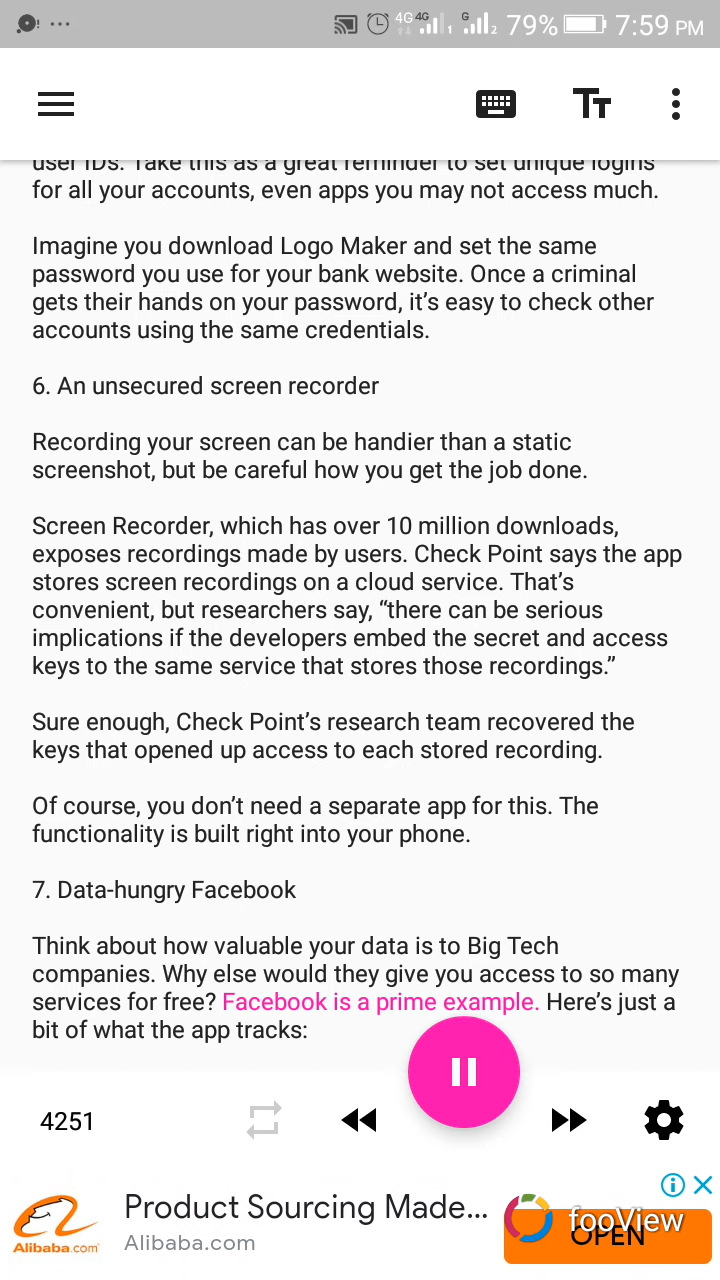 4G 4G G 1 2 79% 7:59 PM
TT
user IDs. Take this as a great reminder to set unique logins
for all your accounts, even apps you may not access much.
Imagine you download Logo Maker and set the same
password you use for your bank website. Once a criminal
gets their hands on your password, it’s easy to check other
accounts using the same credentials.
6. An unsecured screen recorder
Recording your screen can be handier than a static
screenshot, but be careful how you get the job done.
Screen Recorder, which has over 10 million downloads,
exposes recordings made by users. Check Point says the app
stores screen recordings on a cloud service. That’s
convenient, but researchers say, “there can be serious
implications if the developers embed the secret and access
keys to the same service that stores those recordings.”
Sure enough, Check Point’s research team recovered the
keys that opened up access to each stored recording.
Of course, you don’t need a separate app for this. The
functionality is built right into your phone.
7. Data-hungry Facebook
Think about how valuable your data is to Big Tech
companies. Why else would they give you access to so many
services for free? Facebook is a prime example. Here’s just a
bit of what the app tracks:
4251
Product Sourcing Made...
Alibaba.com
Alibaba.com
fooView
OPEN